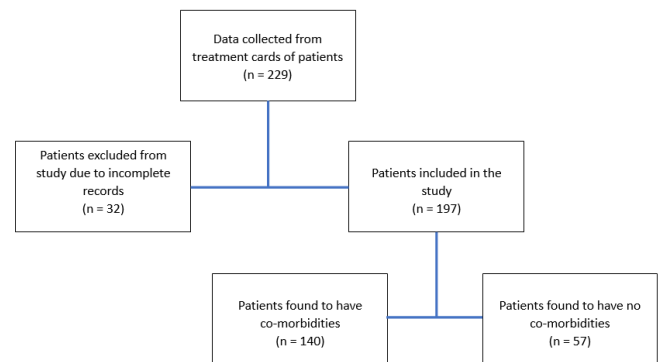 Data collected from
treatment cards of patients
(n = 229)
Patients excluded from
study due to incomplete
records
(n = 32)
Patients included in the
study
(n = 197)
Patients found to have
co-morbidities
(n = 140)
Patients found to have no
co-morbidities
(n = 57)